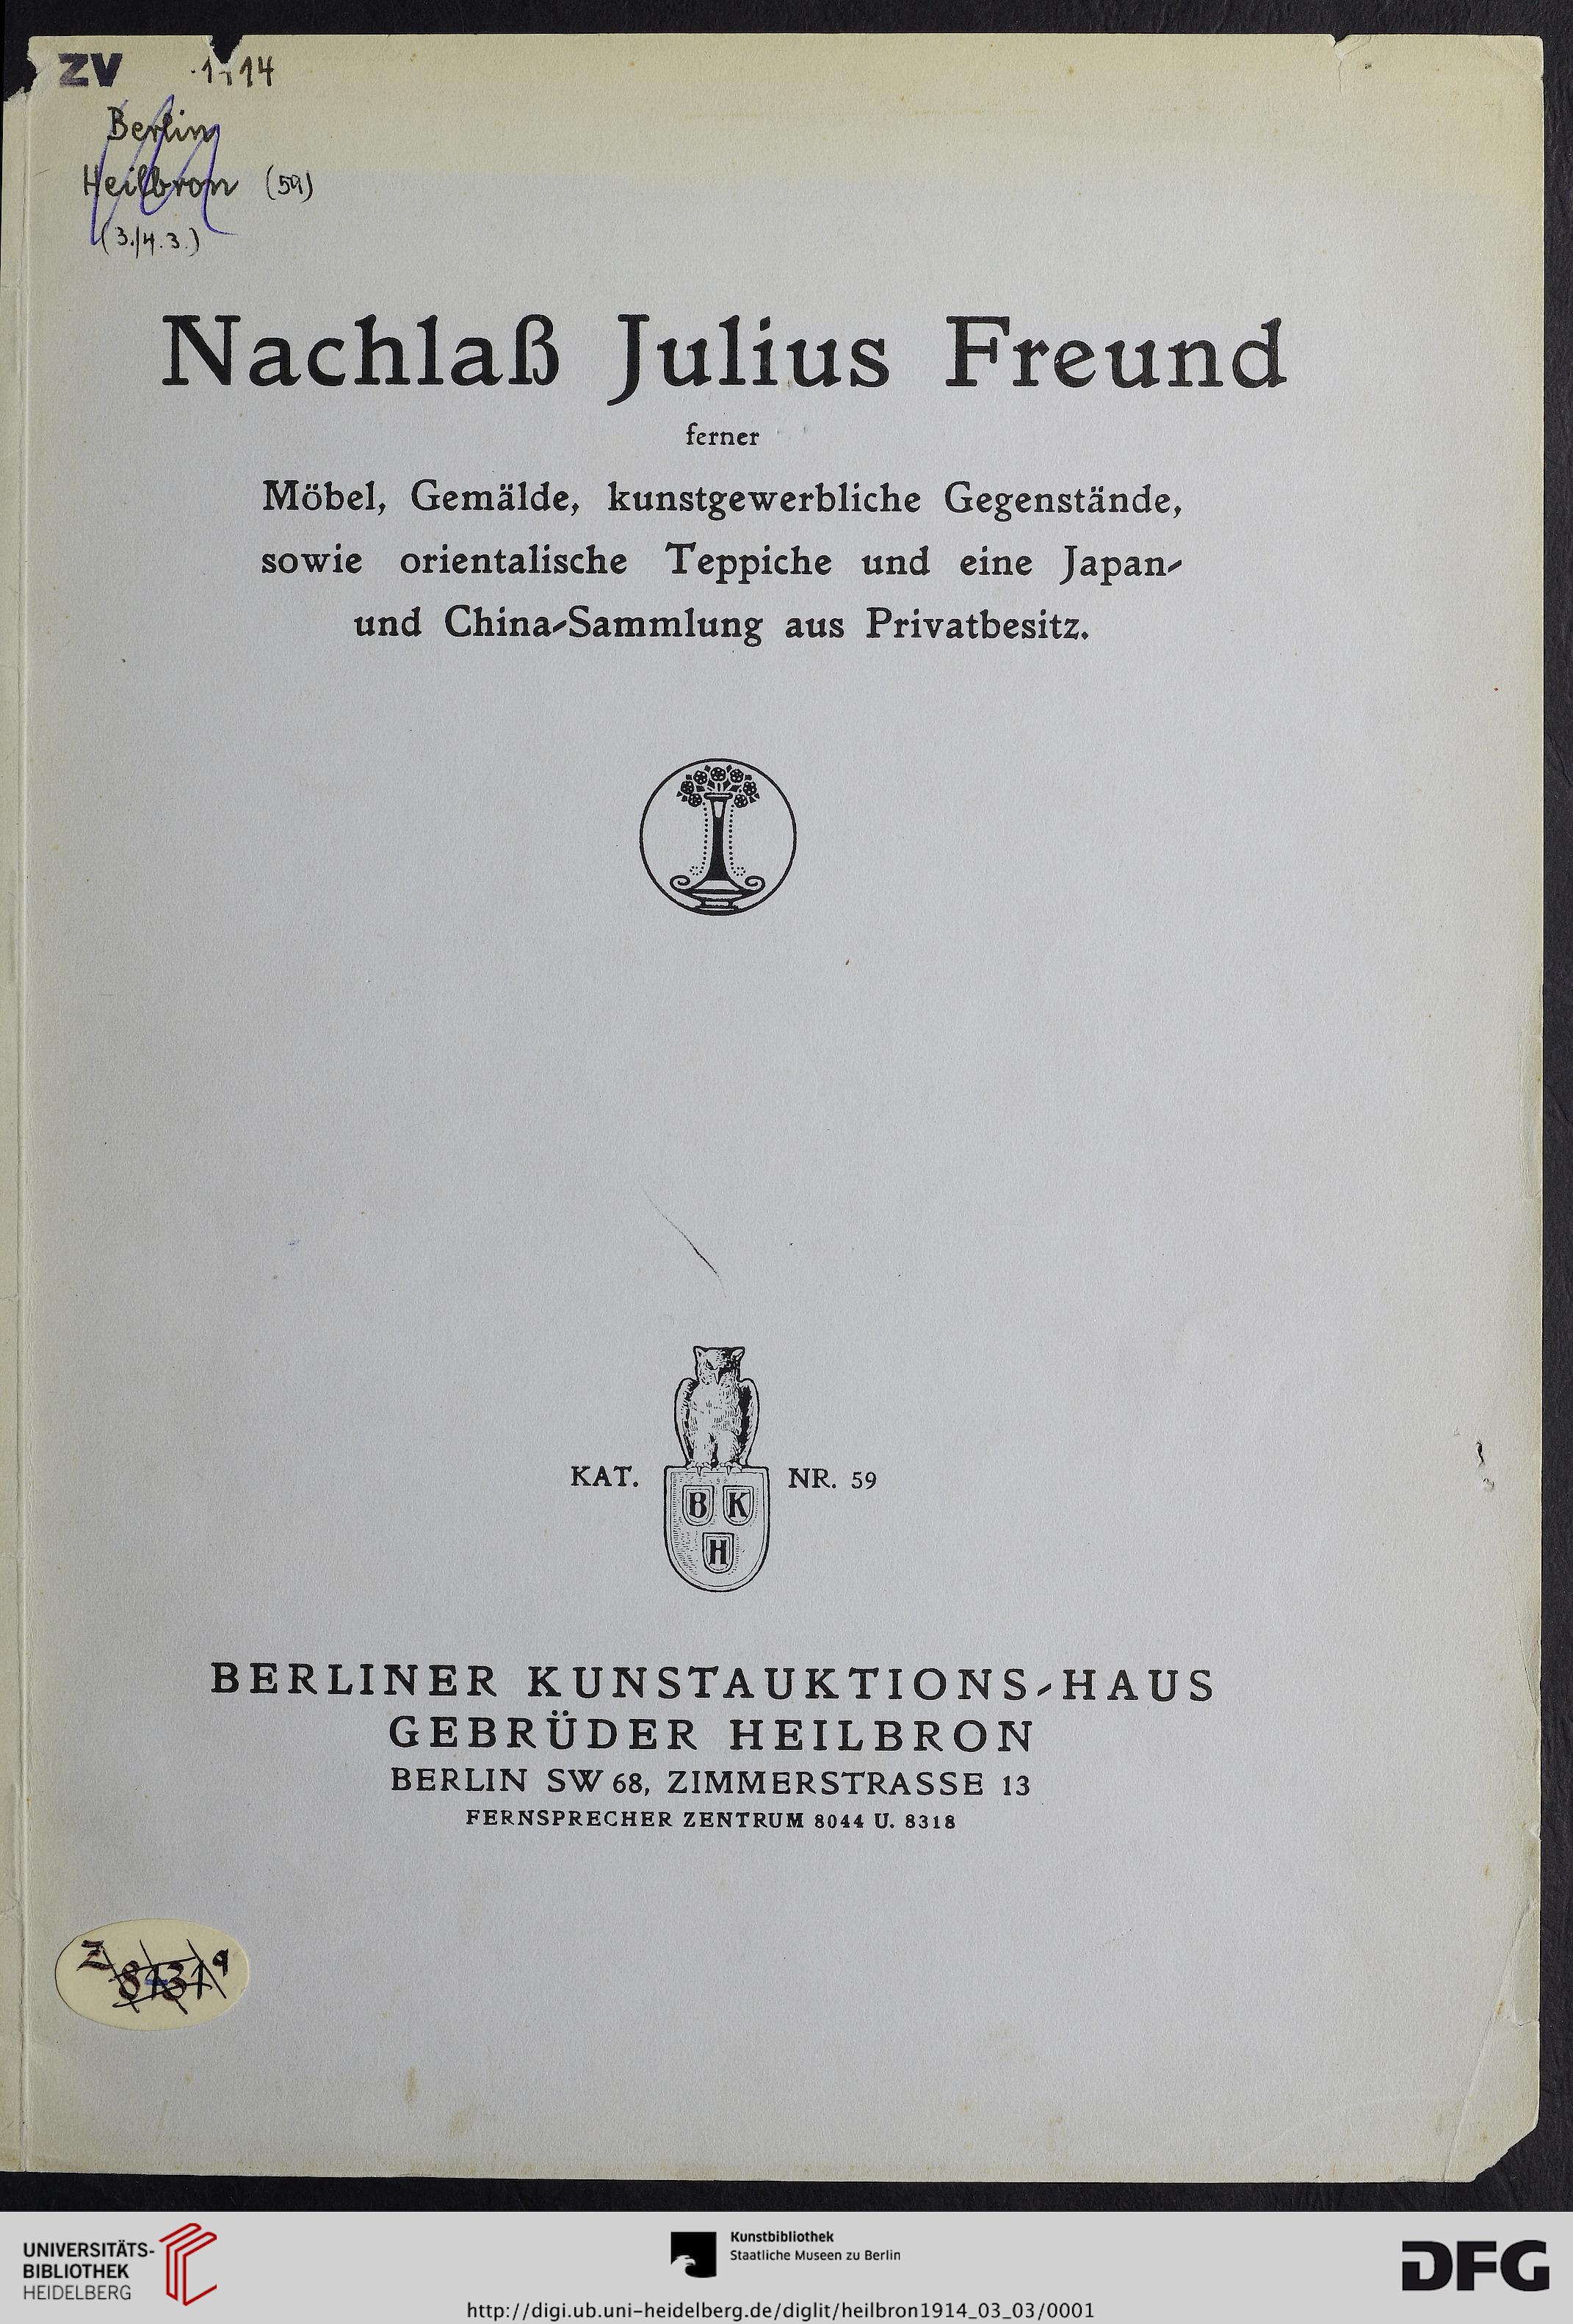 ZV 1914
Berlin
Heilbron (59)
(3./4.3.)
Nachlaß Julius Freund
ferner
Möbel, Gemälde, kunstgewerbliche Gegenstände,
sowie orientalische Teppiche und eine Japan-
und China-Sammlung aus Privatbesitz.
KAT. NR. 59
B K
H
BERLINER KUNSTAUKTIONS-HAUS
GEBRÜDER HEILBRON
BERLIN SW 68, ZIMMERSTRASSE 13
FERNSPRECHER ZENTRUM 8044 U. 8318
Z
UNIVERSITÄTS-
BIBLIOTHEK
HEIDELBERG
Kunstbibliothek
Staatliche Museen zu Berlin
DFG
http://digi.ub.uni-heidelberg.de/diglit/heilbron1914_03_03/0001